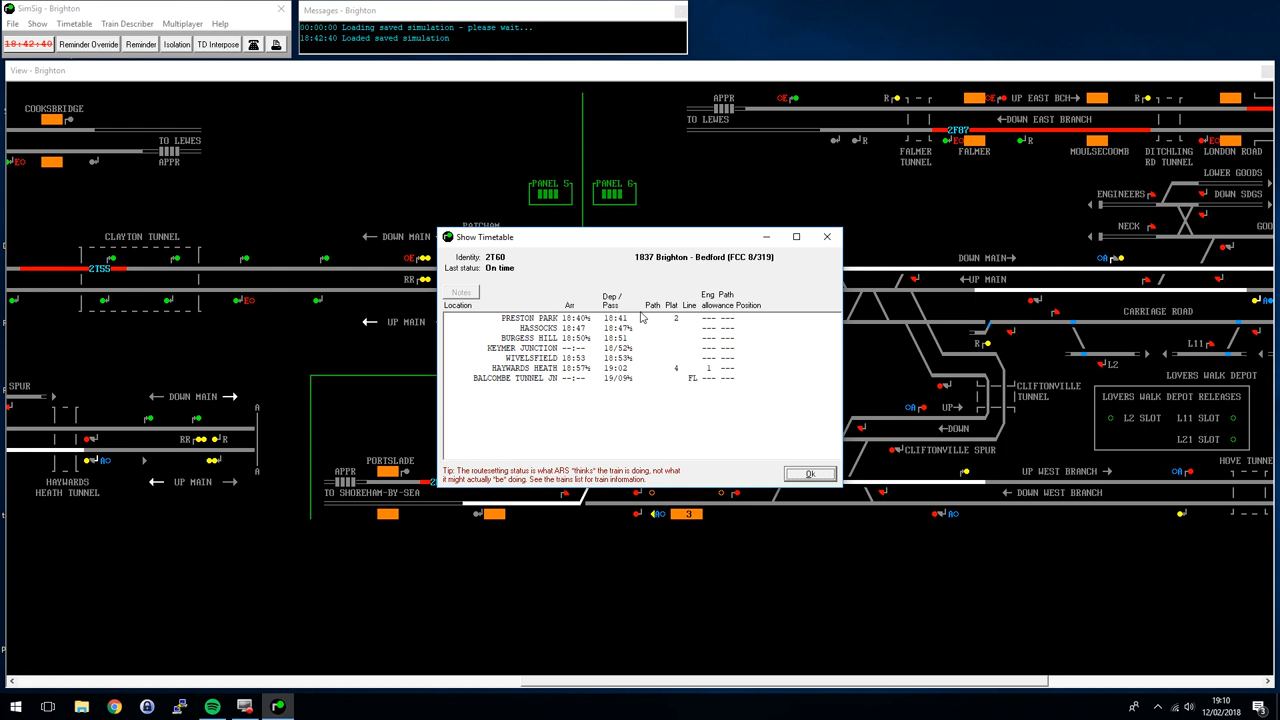 SimSig - Brighton
File Show Timetable Train Describer Multiplayer Help
18:42:40 Reminder Override Reminder Isolation TD Interpose
Messages - Brighton
00:00:00 Loading saved simulation - please wait...
18:42:40 Loaded saved simulation
View - Brighton
COOKSBRIDGE
TO LEWES
APPR
E
CLAYTON TUNNEL
2T55
DOWN MAIN
E
RR
E
UP MAIN
SPUR
DOWN MAIN
A
RR R
A
A
HAYWARDS
HEATH TUNNEL
UP MAIN
PANEL 5
PANEL 6
PATCHAM
APPR
E
R
E UP EAST BCH
R
TO LEWES
DOWN EAST BRANCH
2F87
R
E
R
E
FALMER
TUNNEL
FALMER
MOULSECOOMB
DITCHLING
RD TUNNEL
LONDON ROAD
LOWER GOODS
ENGINEERS
DOWN SDGS
NECK
GOO
DOWN MAIN
A
UP MAIN
CARRIAGE ROAD
R
L11
L2
LOVERS WALK DEPOT
CLIFTONVILLE
TUNNEL
LOVERS WALK DEPOT RELEASES
L2 SLOT L11 SLOT
L21 SLOT
A
UP
DOWN
CLIFTONVILLE SPUR
HOVE TUNNE
UP WEST BRANCH
DOWN WEST BRANCH
A
PORTSLADE
APPR
TO SHOREHAM-BY-SEA
A
3
Show Timetable
Identity: 2T60 1837 Brighton - Bedford (FCC 8/319)
Last status: On time
Notes
Location Arr Dep / Pass Path Plat Line Eng allowance Path Position
PRESTON PARK 18:40½ 18:41 2 --- ---
HASSOCKS 18:47 18:47½ --- ---
BURGESS HILL 18:50½ 18:51 --- ---
KEYMER JUNCTION --:-- 18/52½ --- ---
WIVELSFIELD 18:53 18:53½ --- ---
HAYWARDS HEATH 18:57½ 19:02 4 1 ---
BALCOMBE TUNNEL JN --:-- 19/09½ FL --- ---
Tip: The routesetting status is what ARS "thinks" the train is doing, not what
it might actually "be" doing. See the trains list for train information.
Ok
19:10
12/02/2018
3